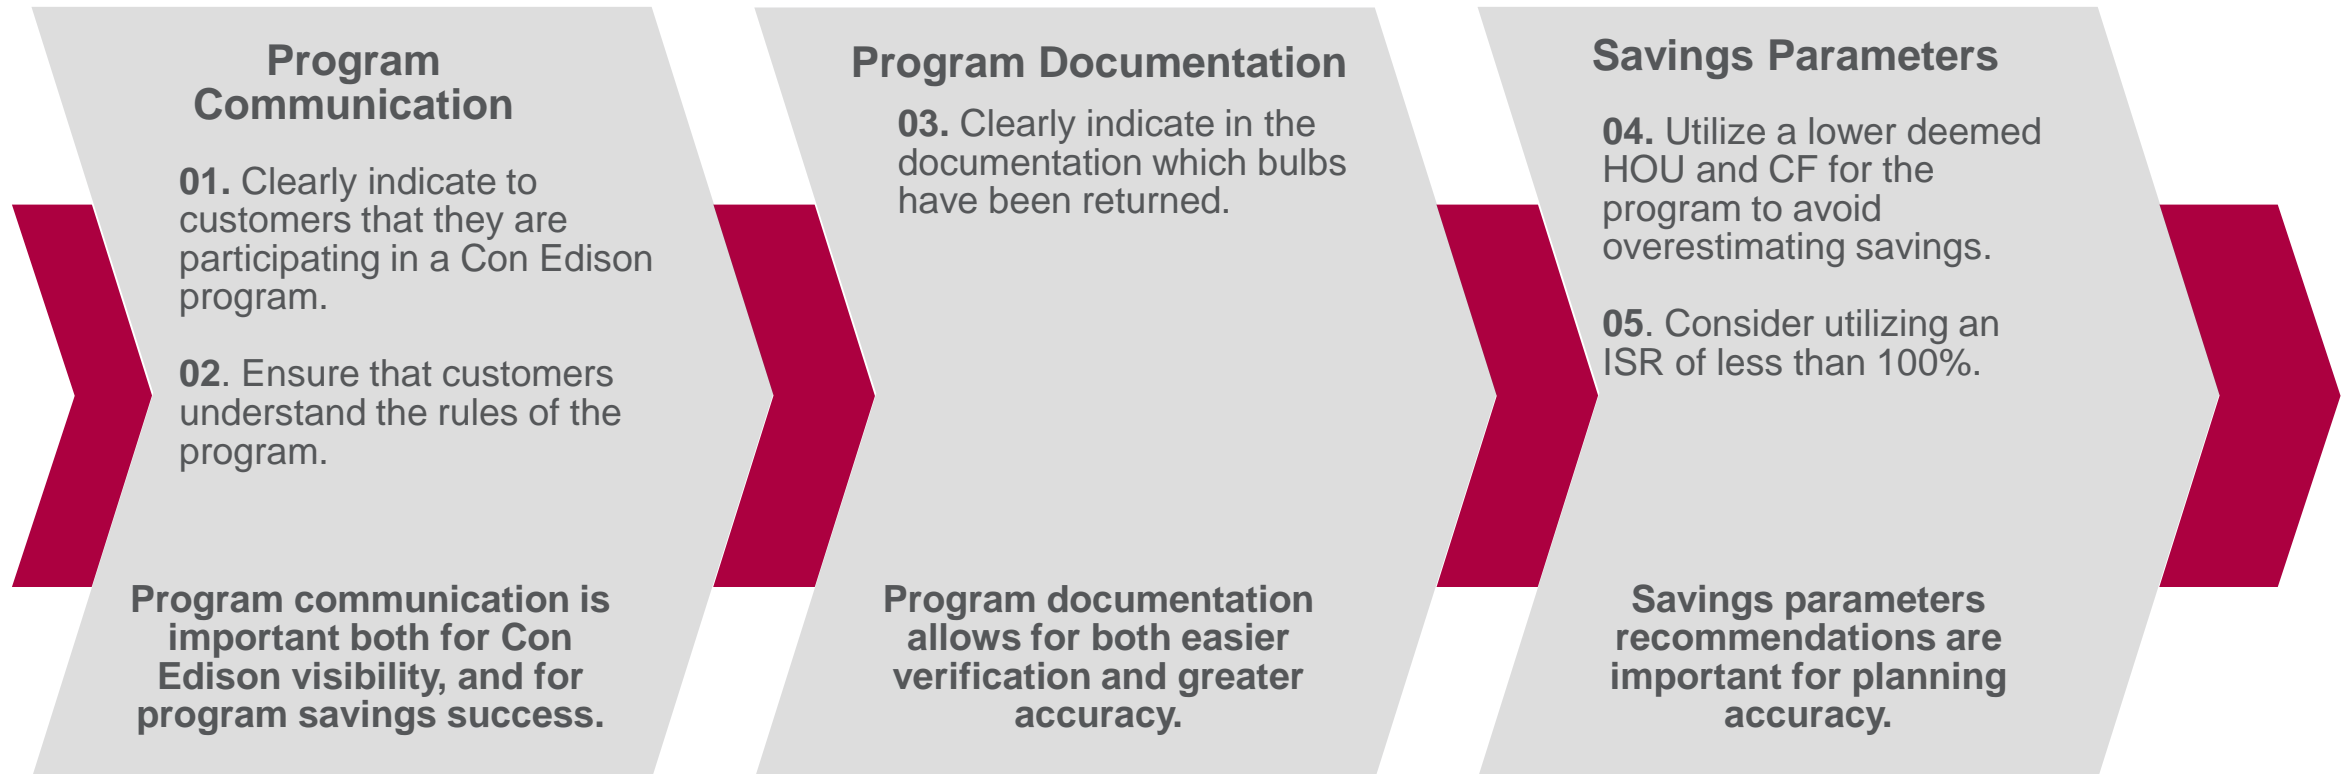 Program
Communication
01. Clearly indicate to
customers that they are
participating in a Con Edison
program.
02. Ensure that customers
understand the rules of the
program.
Program communication is
important both for Con
Edison visibility, and for
program savings success.
Program Documentation
03. Clearly indicate in the
documentation which bulbs
have been returned.
Program documentation
allows for both easier
verification and greater
accuracy.
Savings Parameters
04. Utilize a lower deemed
HOU and CF for the
program to avoid
overestimating savings.
05. Consider utilizing an
ISR of less than 100%.
Savings parameters
recommendations are
important for planning
accuracy.